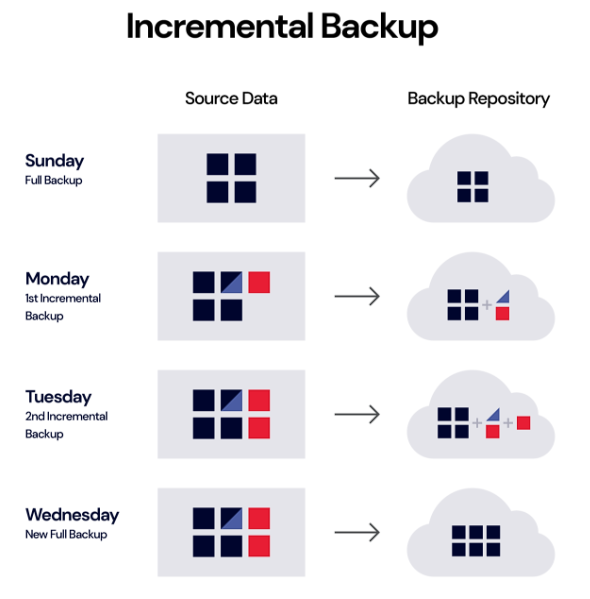 Incremental Backup
Source Data
Backup Repository
Sunday
Full Backup
Monday
1st Incremental
Backup
+
Tuesday
2nd Incremental
Backup
+ +
Wednesday
New Full Backup